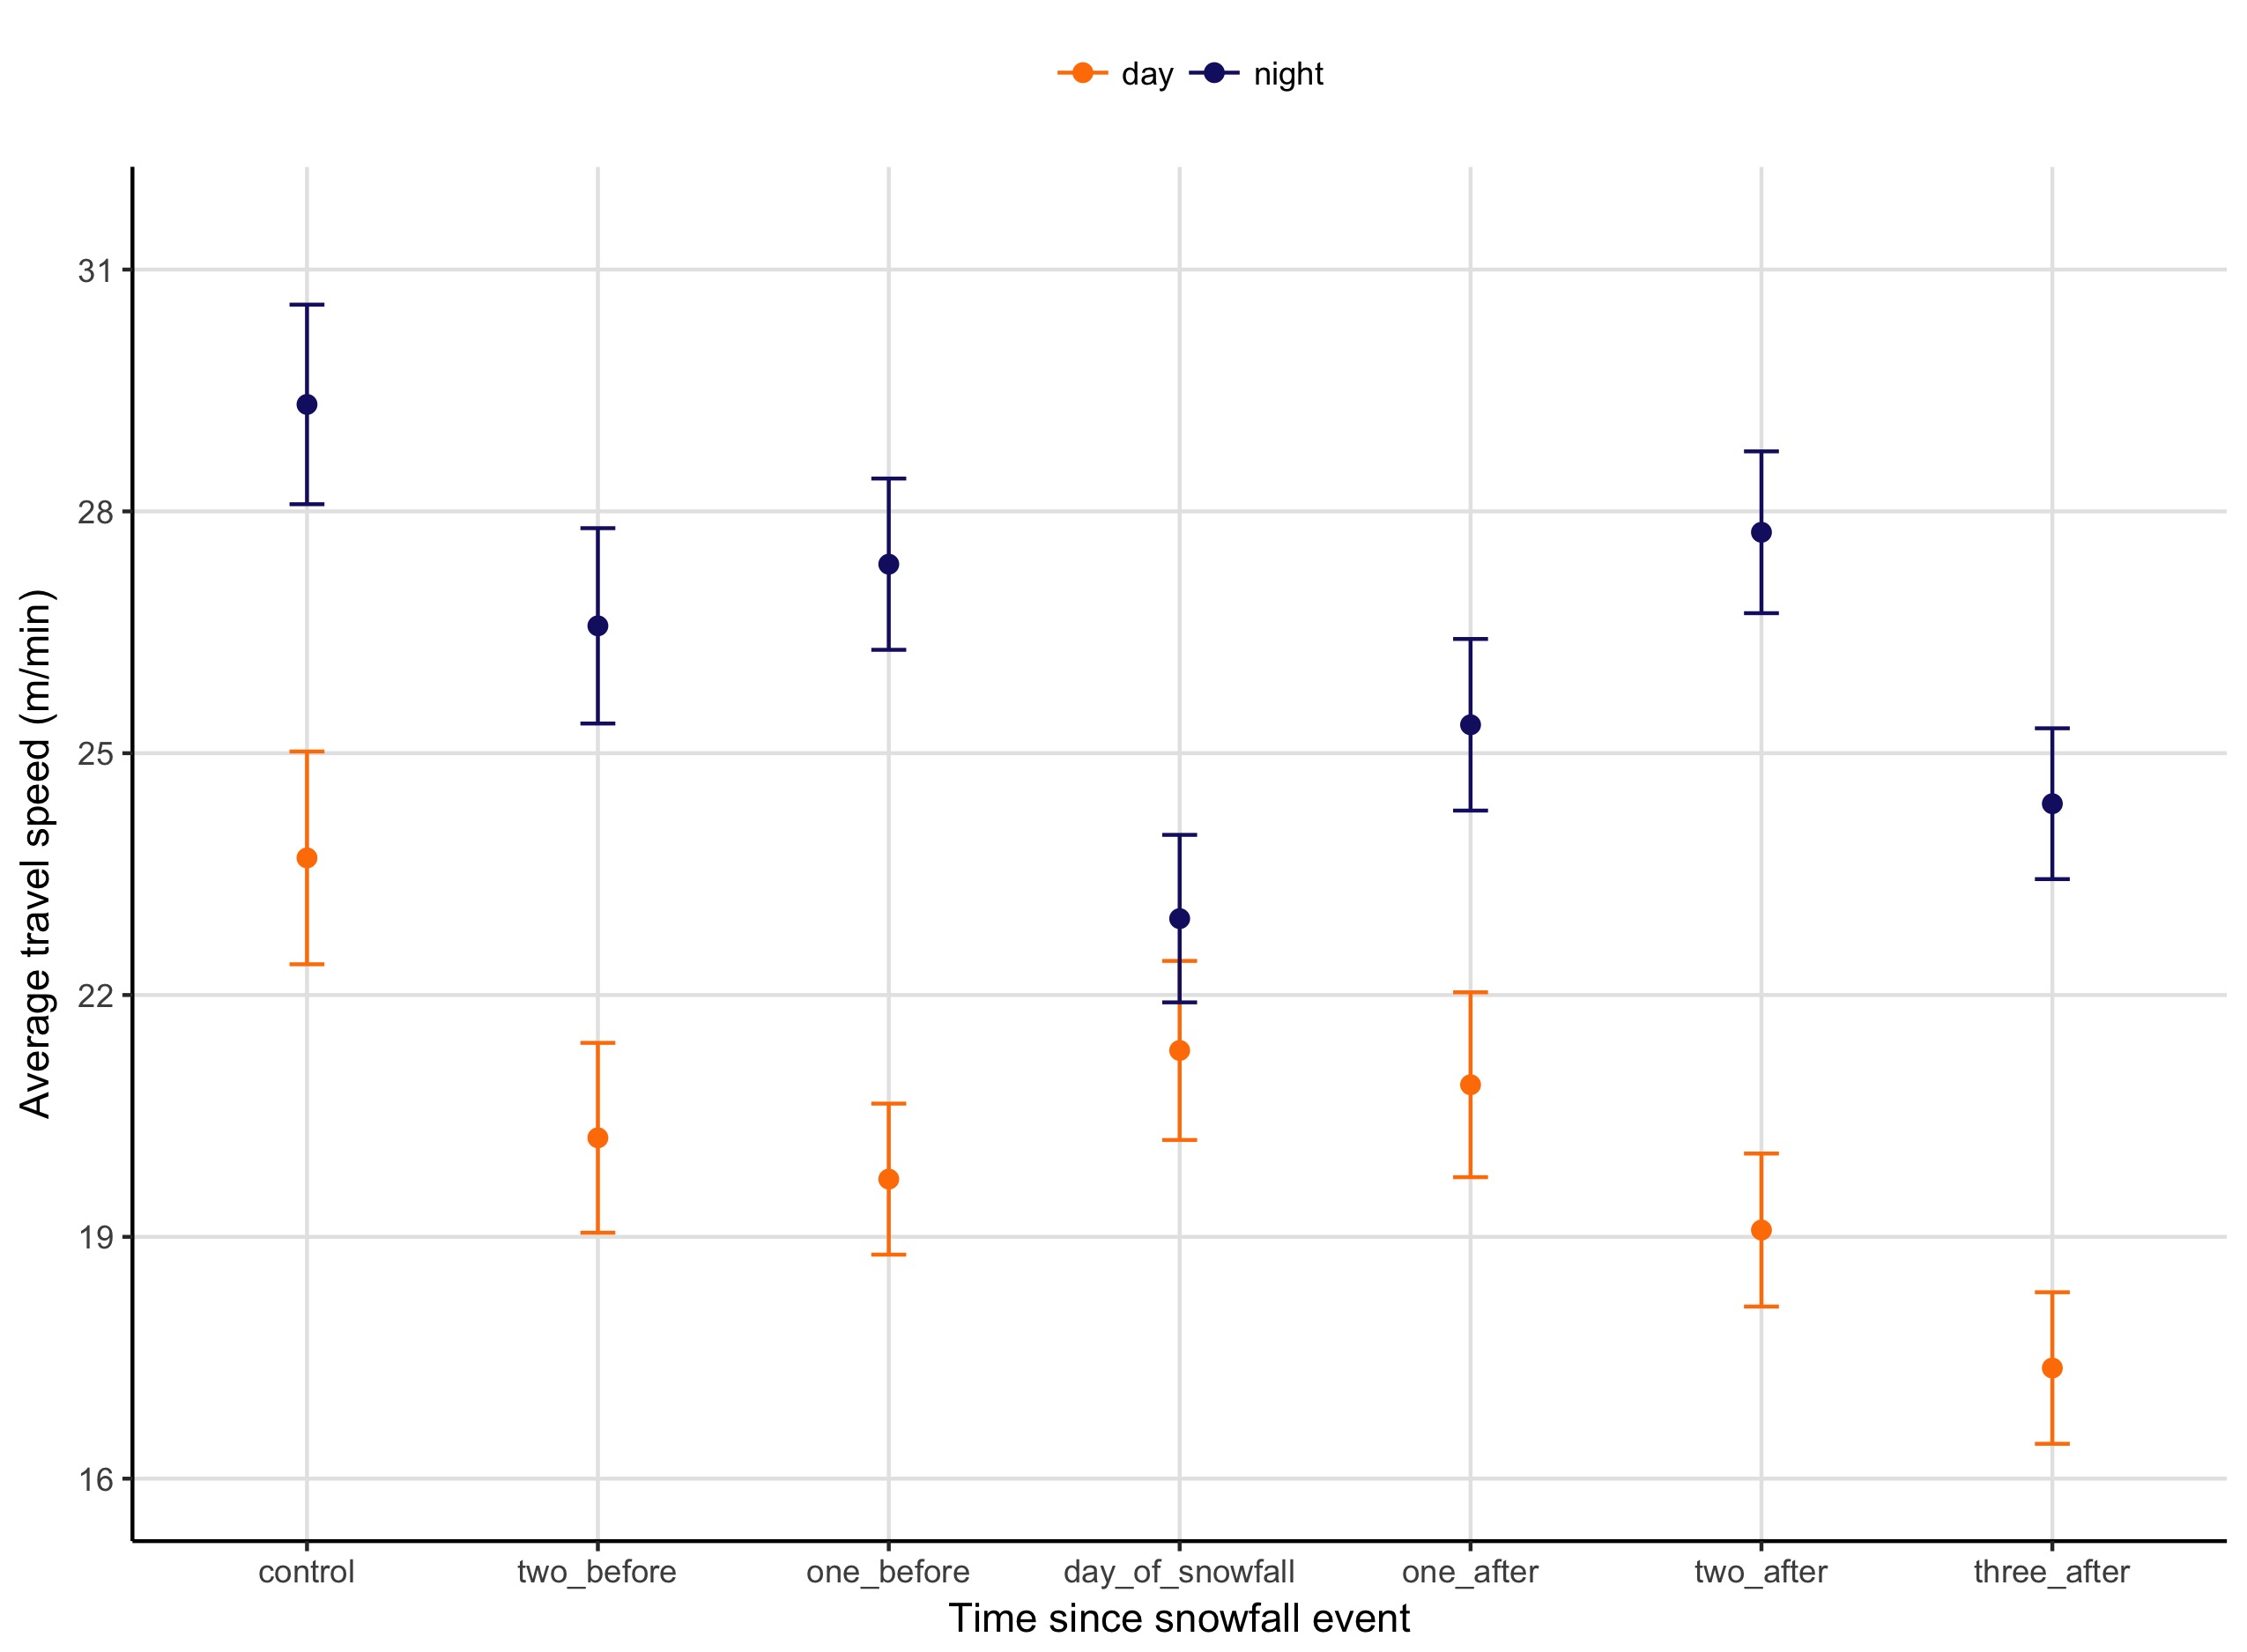 day night
Average travel speed (m/min)
31
28
25
22
19
16
control two_before one_before day_of_snowfall one_after two_after three_after
Time since snowfall event